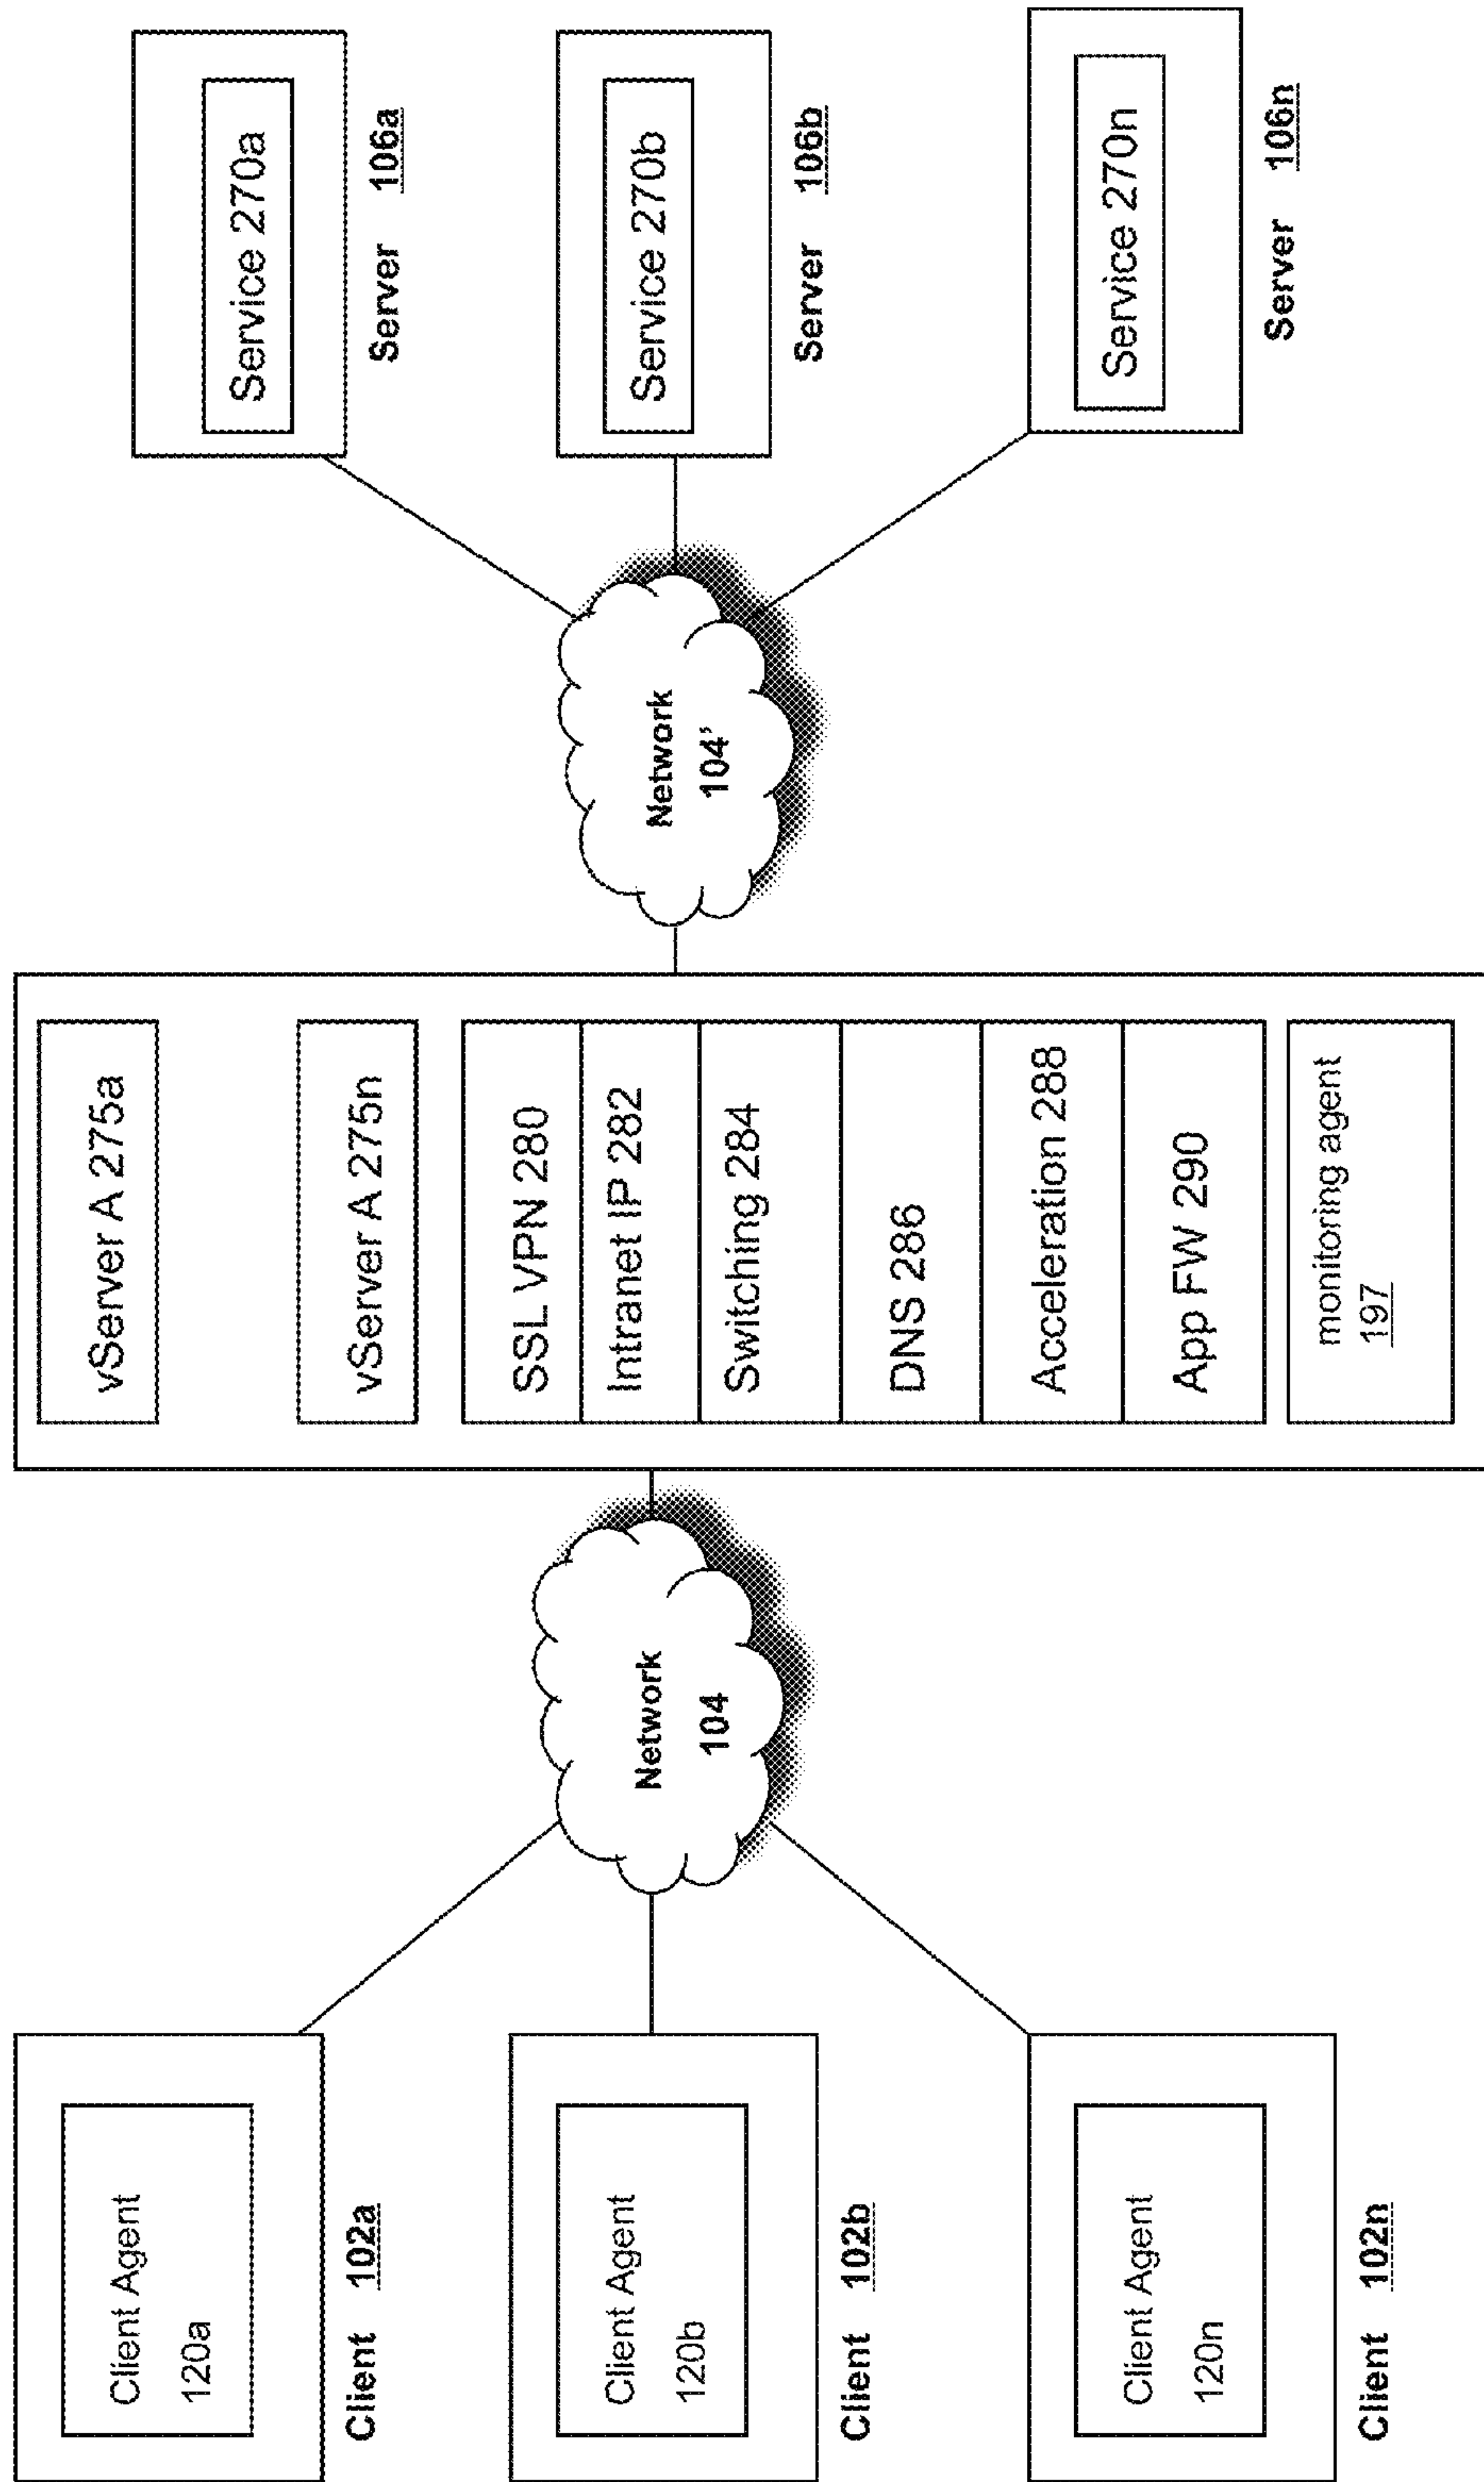 Client Agent
120a
Client 102a
Client Agent
120b
Client 102b
Client Agent
120n
Client 102n
Network
104
vServer A 275a
vServer A 275n
SSL VPN 280
Intranet IP 282
Switching 284
DNS 286
Acceleration 288
App FW 290
monitoring agent
197
Network
104'
Service 270a
Server 106a
Service 270b
Server 106b
Service 270n
Server 106n